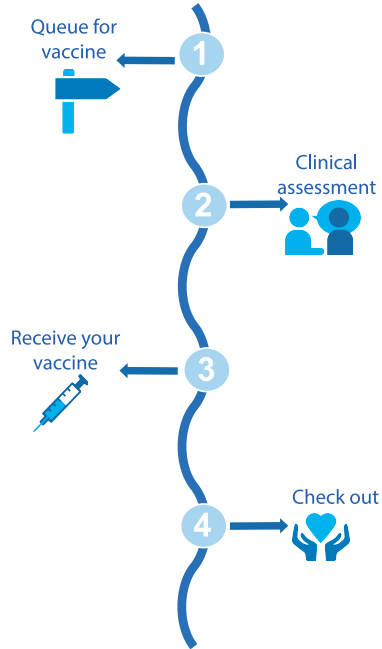 Queue for
vaccine
1
Clinical
assessment
2
Receive your
vaccine
3
Check out
4